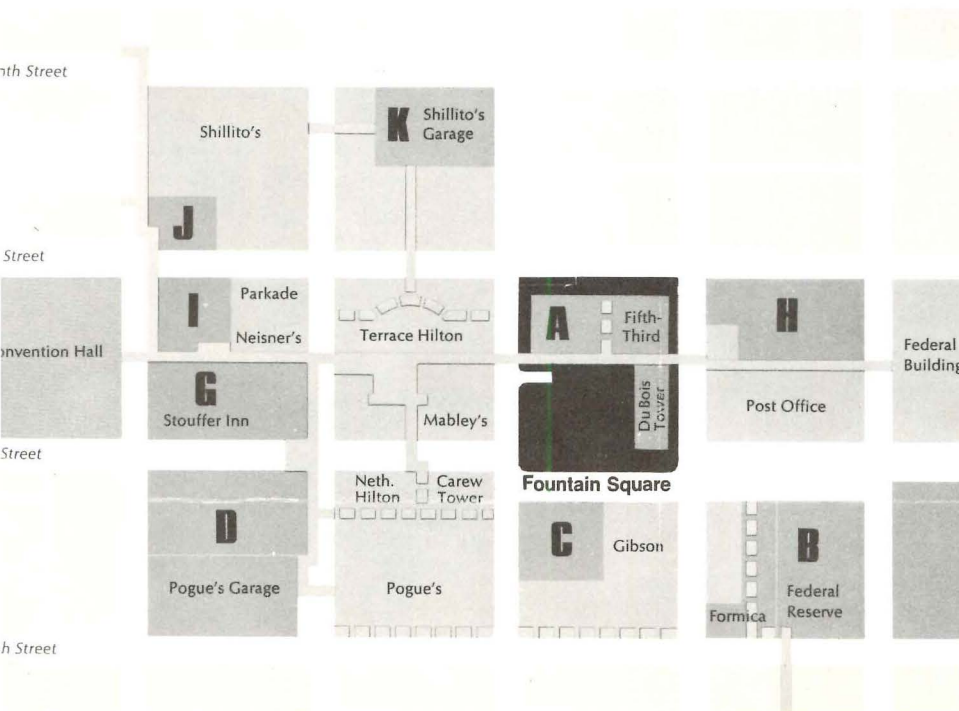 nth Street
Shillito's
K
Shillito's
Garage
J
Street
I
Parkade
Neisner's
Terrace Hilton
A
Fifth-
Third
H
onvention Hall
Federal
Building
G
Stouffer Inn
Mabley's
Du Bois
Tower
Post Office
Street
Neth.
Hilton
Carew
Tower
Fountain Square
D
C
Gibson
B
Pogue's Garage
Pogue's
Federal
Reserve
Formica
h Street